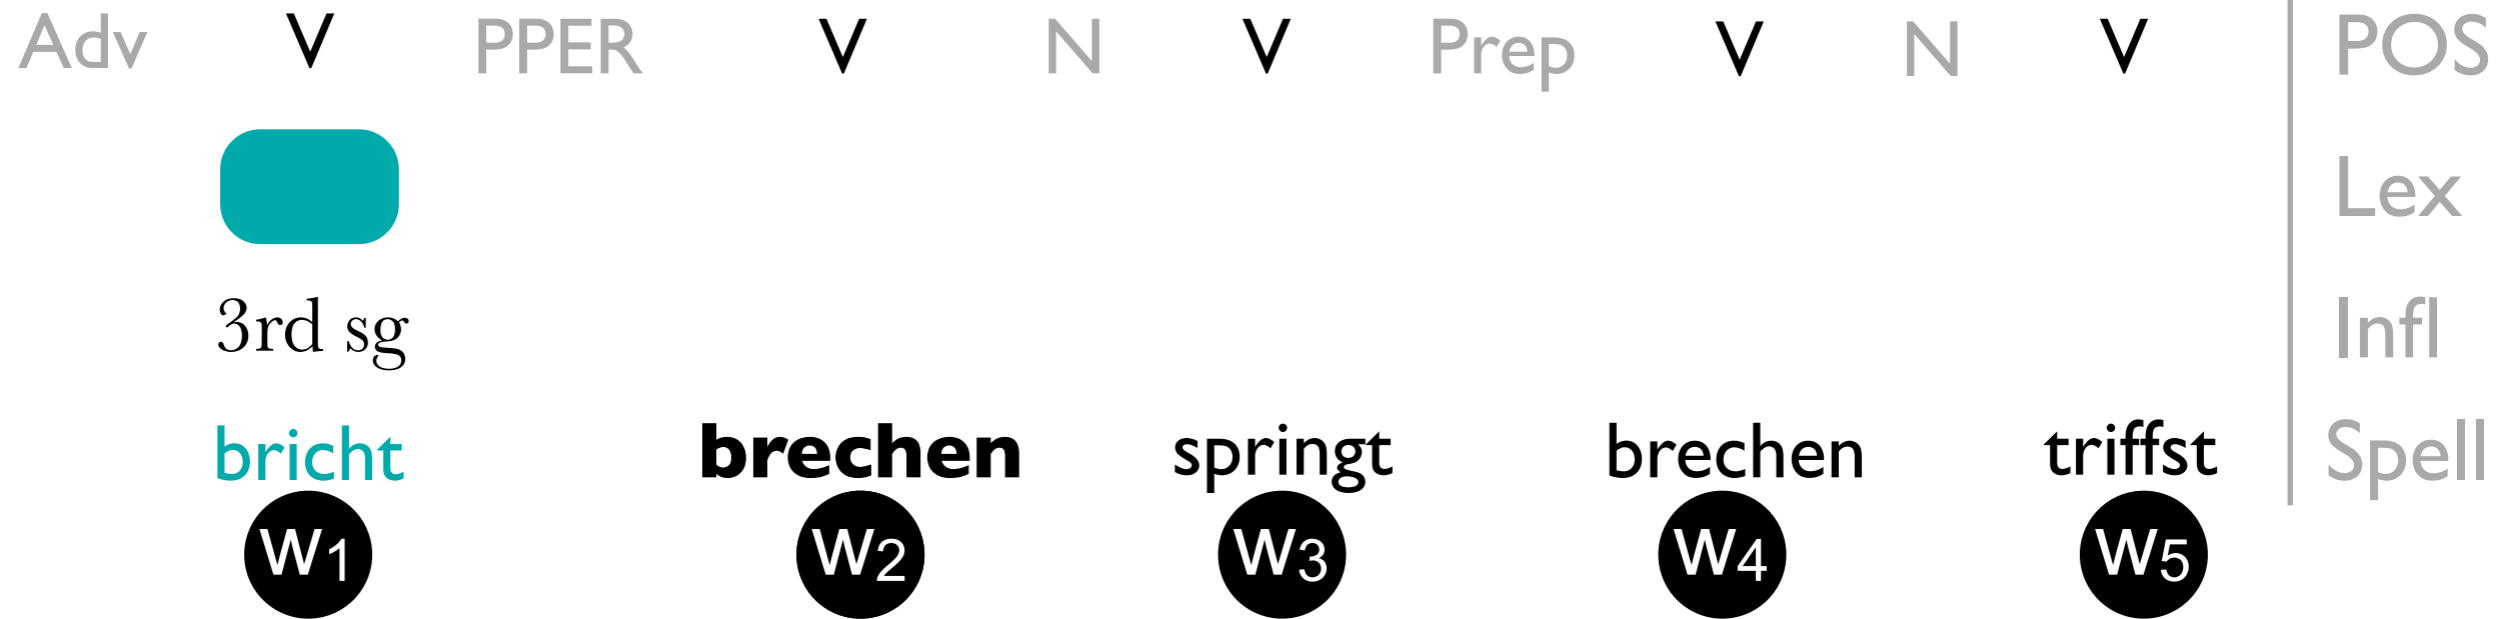 Adv V PPER V N V Prep V N V POS
Lex
3rd sg Infl
bricht brechen springt brechen triffst Spell
W1 W2 W3 W4 W5